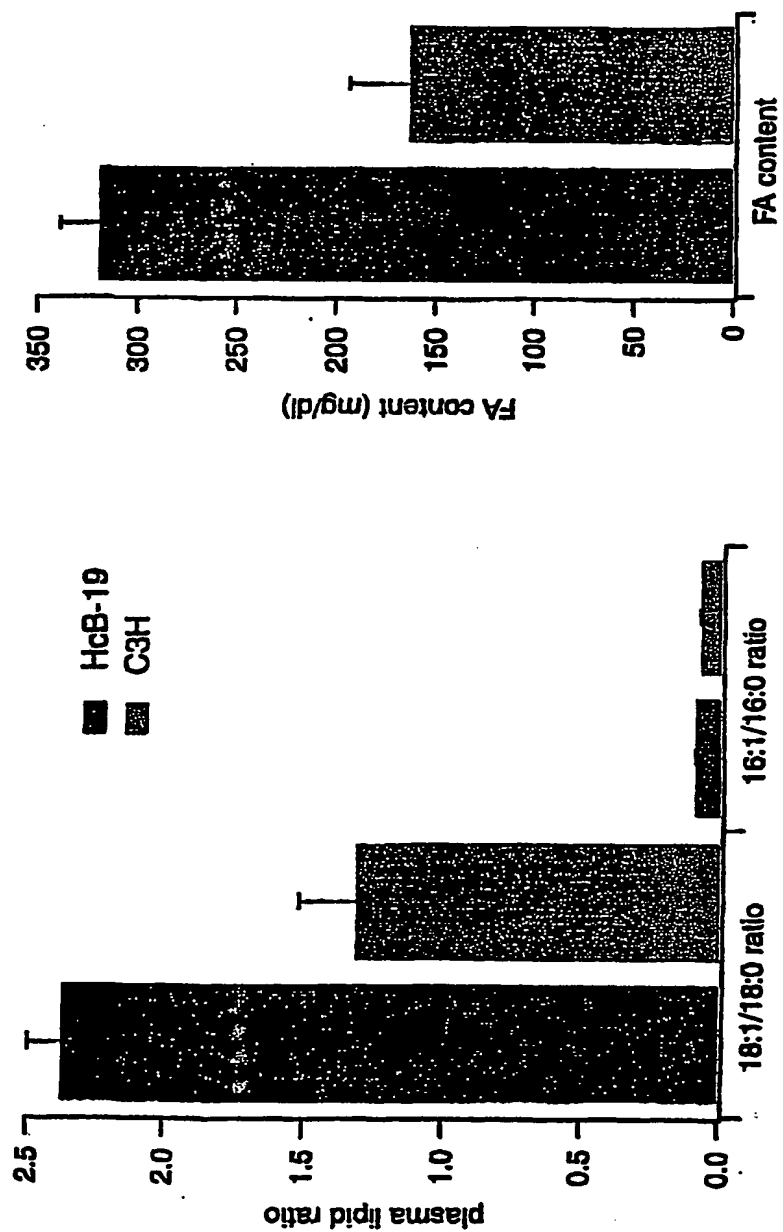 plasma lipid ratio
2.5
2.0
1.5
1.0
0.5
0.0
18:1/18:0 ratio
16:1/16:0 ratio
HcB-19
C3H
FA content (mg/dl)
350
300
250
200
150
100
50
0
FA content